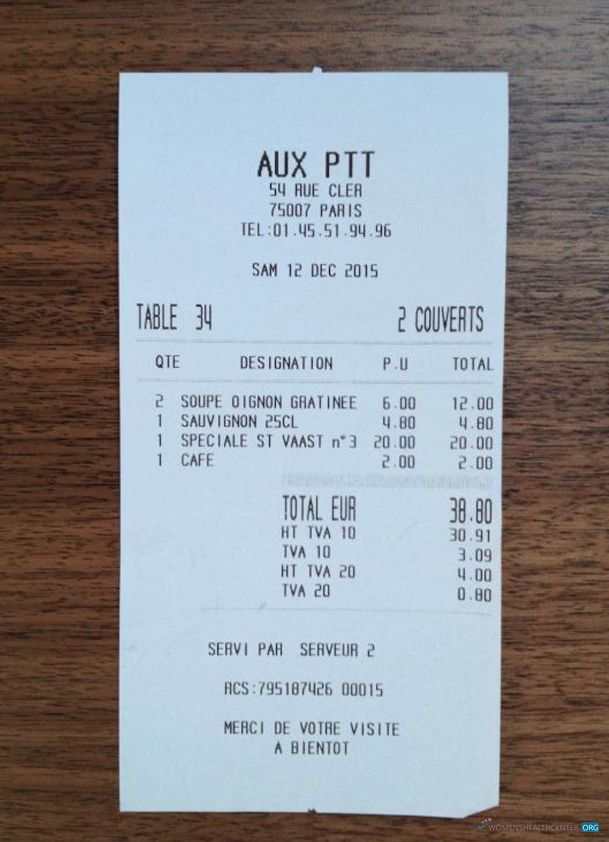 AUX PTT
54 RUE CLER
75007 PARIS
TEL:01.45.51.94.96
SAM 12 DEC 2015
TABLE 34 2 COUVERTS
QTE DESIGNATION P.U TOTAL
2 SOUPE OIGNON GRATINEE 6.00 12.00
1 SAUVIGNON 25CL 4.80 4.80
1 SPECIALE ST VAAST n°3 20.00 20.00
1 CAFE 2.00 2.00
TOTAL EUR 38.80
HT TVA 10 30.91
TVA 10 3.09
HT TVA 20 4.00
TVA 20 0.80
SERVI PAR SERVEUR 2
RCS:795187426 00015
MERCI DE VOTRE VISITE
A BIENTOT
WOMENSHEALTHCENTER.ORG